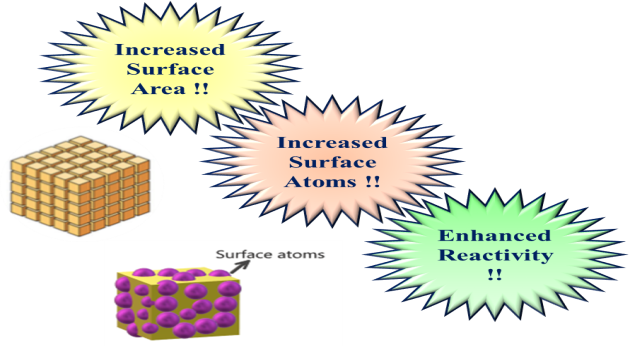 Increased
Surface
Area !!
Increased
Surface
Atoms !!
Enhanced
Reactivity
!!
Surface atoms